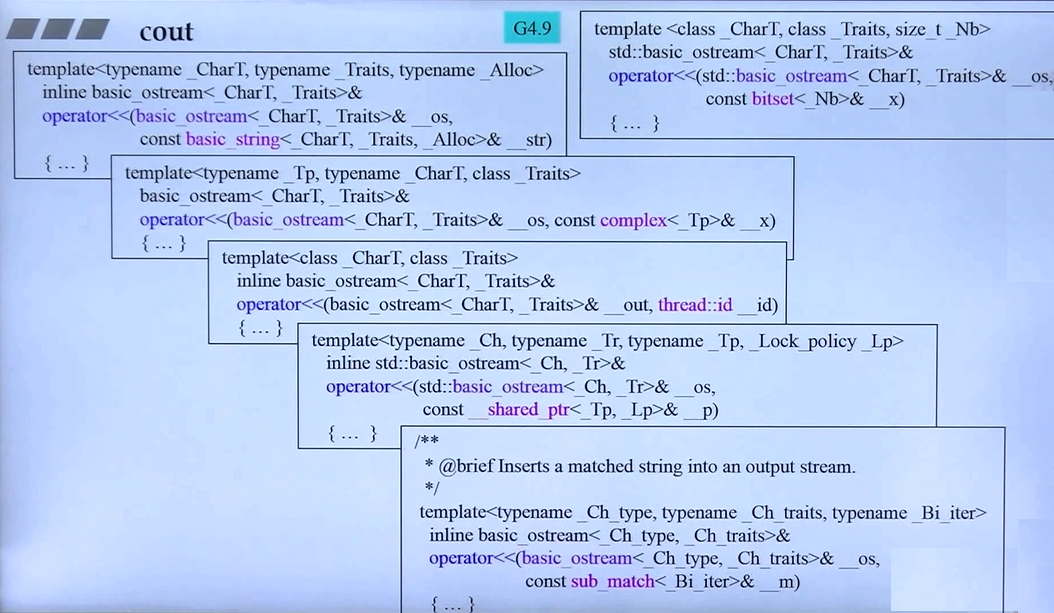 cout
G4.9
template<typename _CharT, typename _Traits, typename _Alloc>
inline basic_ostream<_CharT, _Traits>&
operator<<(basic_ostream<_CharT, _Traits>& __os,
const basic_string<_CharT, _Traits, _Alloc>& __str)
{ ... }
template <class _CharT, class _Traits, size_t _Nb>
std::basic_ostream<_CharT, _Traits>&
operator<<(std::basic_ostream<_CharT, _Traits>& __os,
const bitset<_Nb>& __x)
{ ... }
template<typename _Tp, typename _CharT, class _Traits>
basic_ostream<_CharT, _Traits>&
operator<<(basic_ostream<_CharT, _Traits>& __os, const complex<_Tp>& __x)
{ ... }
template<class _CharT, class _Traits>
inline basic_ostream<_CharT, _Traits>&
operator<<(basic_ostream<_CharT, _Traits>& __out, thread::id __id)
{ ... }
template<typename _Ch, typename _Tr, typename _Tp, _Lock_policy _Lp>
inline std::basic_ostream<_Ch, _Tr>&
operator<<(std::basic_ostream<_Ch, _Tr>& __os,
const __shared_ptr<_Tp, _Lp>& __p)
{ ... }
/**
* @brief Inserts a matched string into an output stream.
*/
template<typename _Ch_type, typename _Ch_traits, typename _Bi_iter>
inline basic_ostream<_Ch_type, _Ch_traits>&
operator<<(basic_ostream<_Ch_type, _Ch_traits>& __os,
const sub_match<_Bi_iter>& __m)
{ ... }